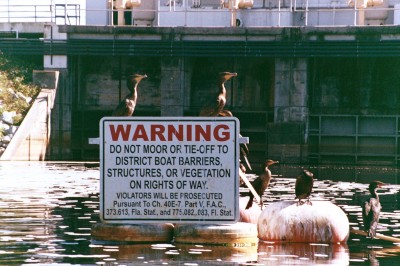 WARNING
DO NOT MOOR OR TIE-OFF TO
DISTRICT BOAT BARRIERS,
STRUCTURES, OR VEGETATION
ON RIGHTS OF WAY.
VIOLATORS WILL BE PROSECUTED
Pursuant To Ch. 40E-7. Part V, F.A.C.,
373.613, Fla. Stat., and 775.082,.083, Fl. Stat